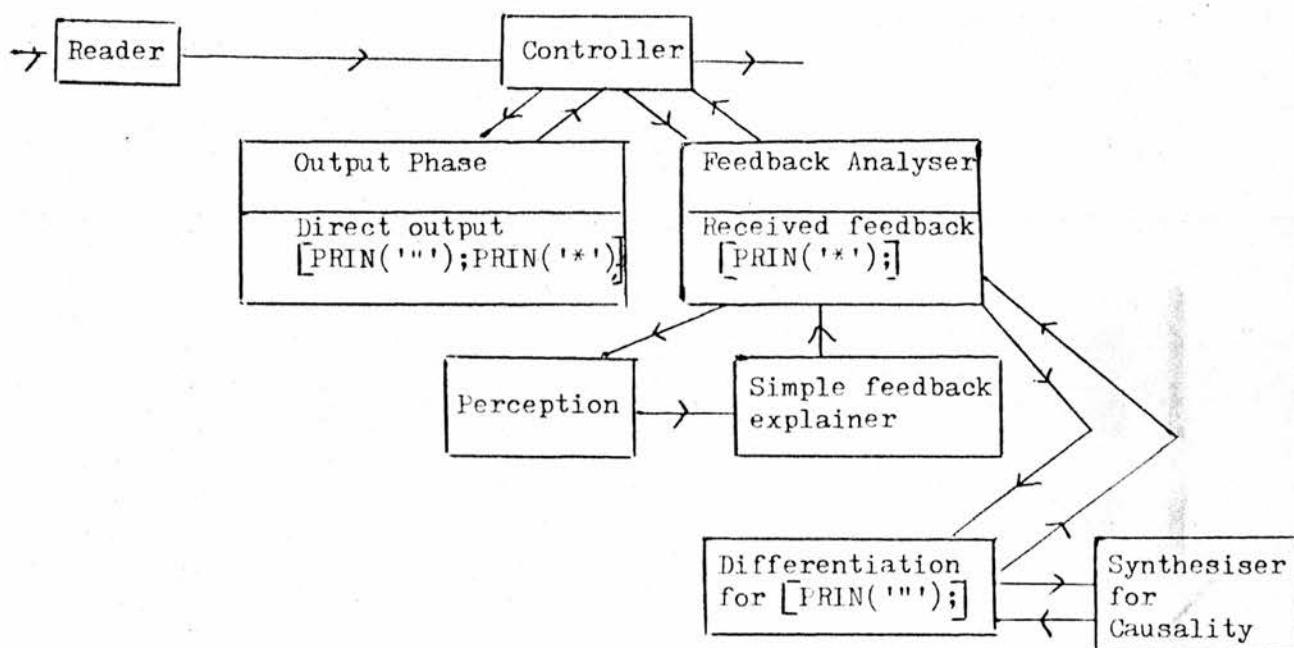 Reader
Controller
Output Phase
Feedback Analyser
Direct output
[PRIN('"');PRIN('*')]
Received feedback
[PRIN('*');]
Perception
Simple feedback
explainer
Differentiation
for [PRIN('"');]
Synthesiser
for
Causality